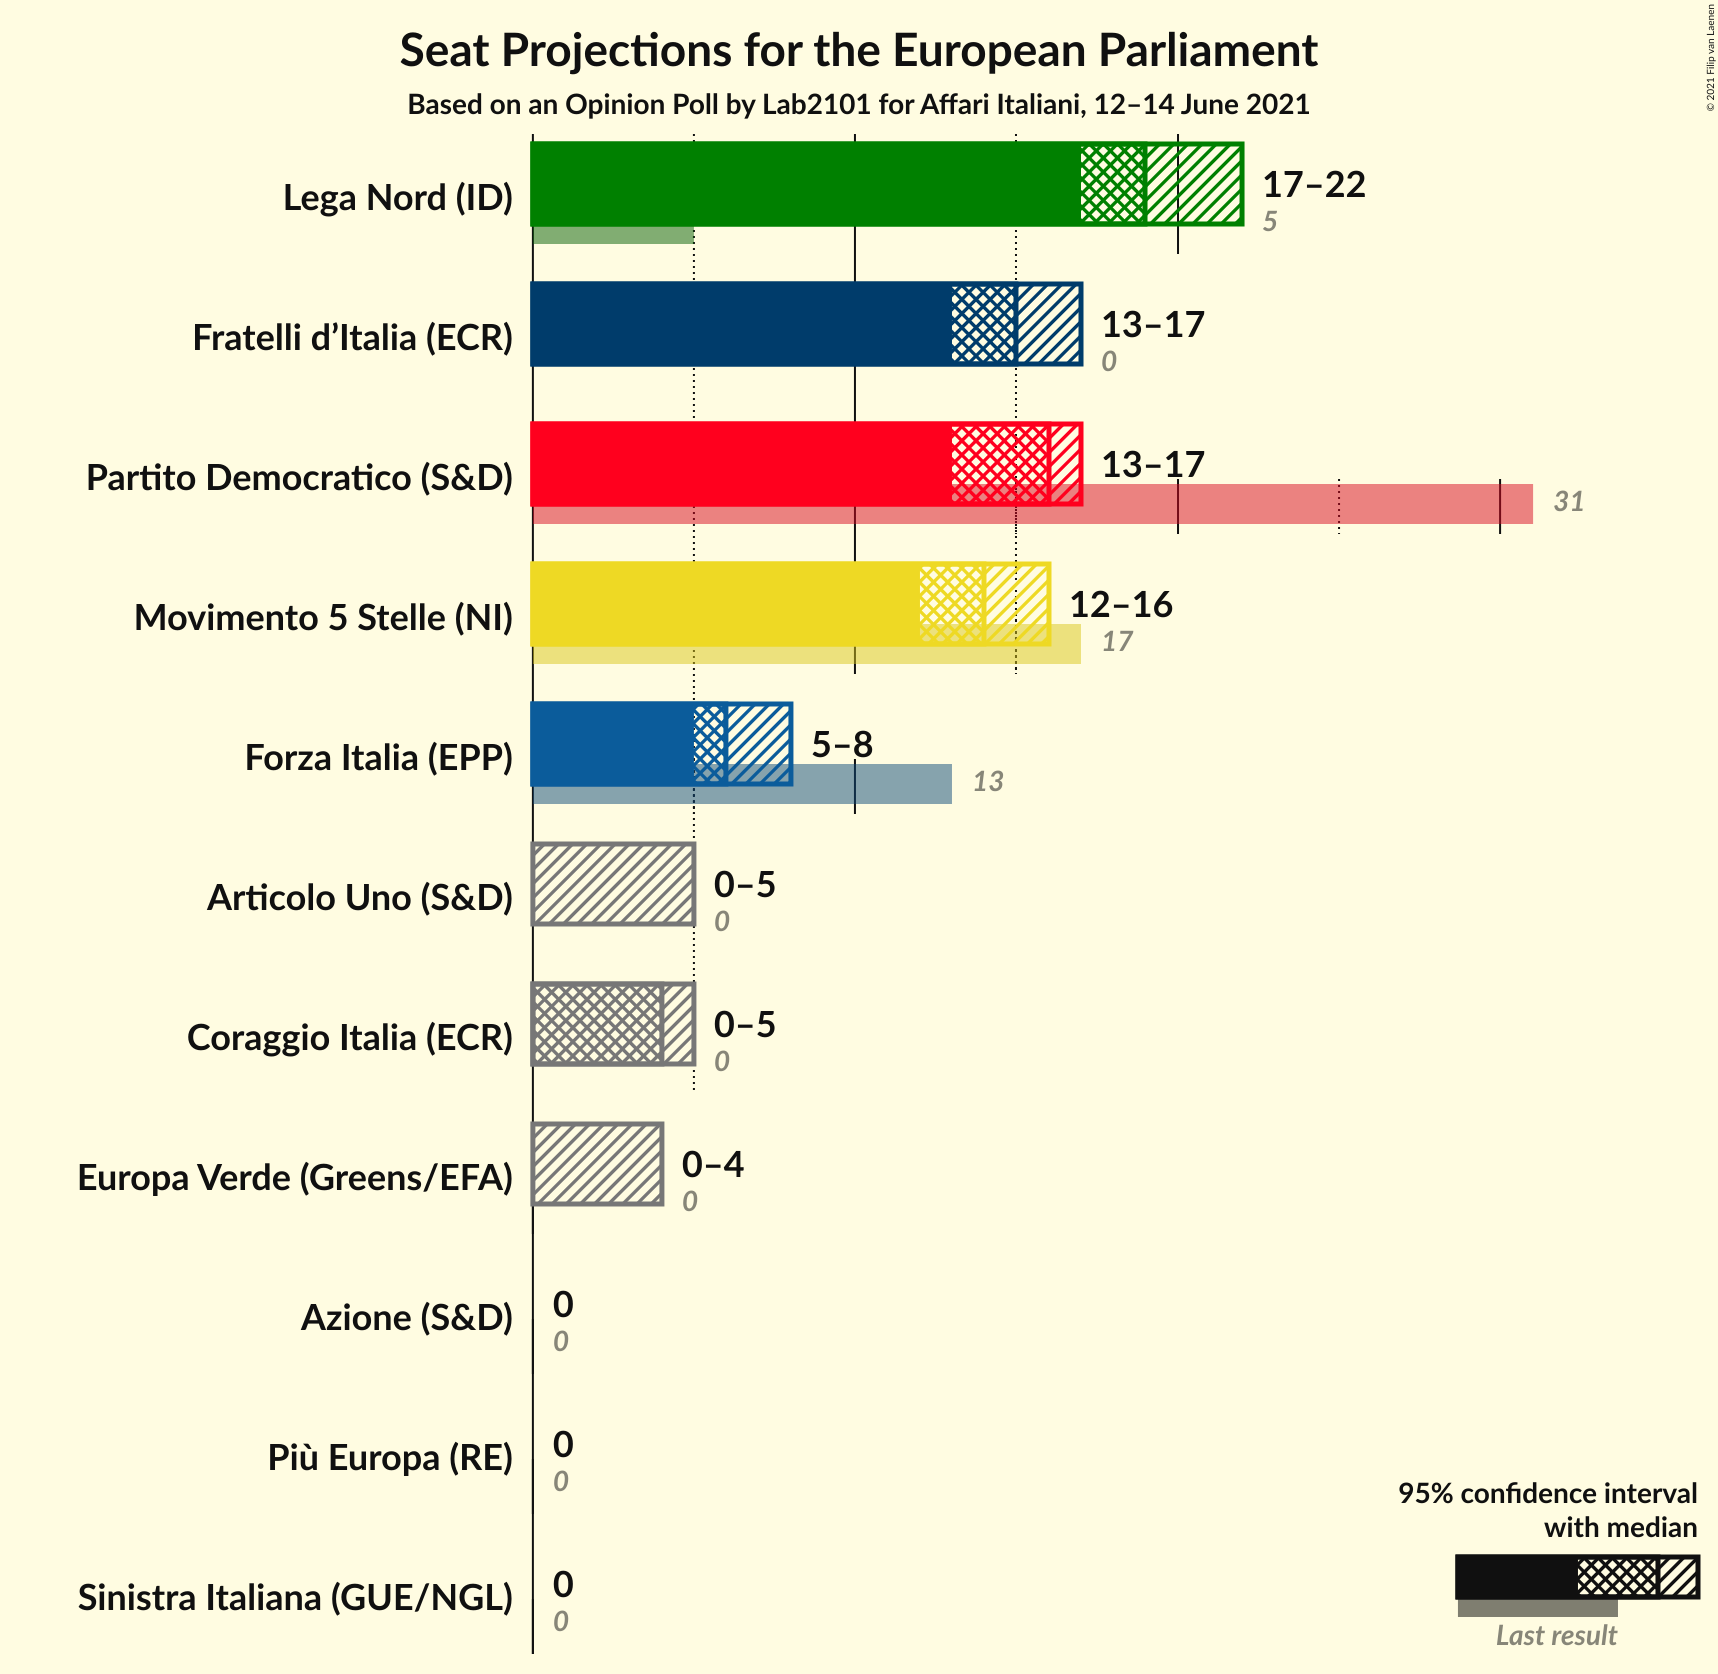 Seat Projections for the European Parliament
Based on an Opinion Poll by Lab2101 for Affari Italiani, 12–14 June 2021
© 2021 Filip van Laenen
Lega Nord (ID)
17–22
5
Fratelli d’Italia (ECR)
13–17
0
Partito Democratico (S&D)
13–17
31
Movimento 5 Stelle (NI)
12–16
17
Forza Italia (EPP)
5–8
13
Articolo Uno (S&D)
0–5
0
Coraggio Italia (ECR)
0–5
0
Europa Verde (Greens/EFA)
0–4
0
Azione (S&D)
0
0
Più Europa (RE)
0
0
Sinistra Italiana (GUE/NGL)
0
0
95% confidence interval
with median
Last result